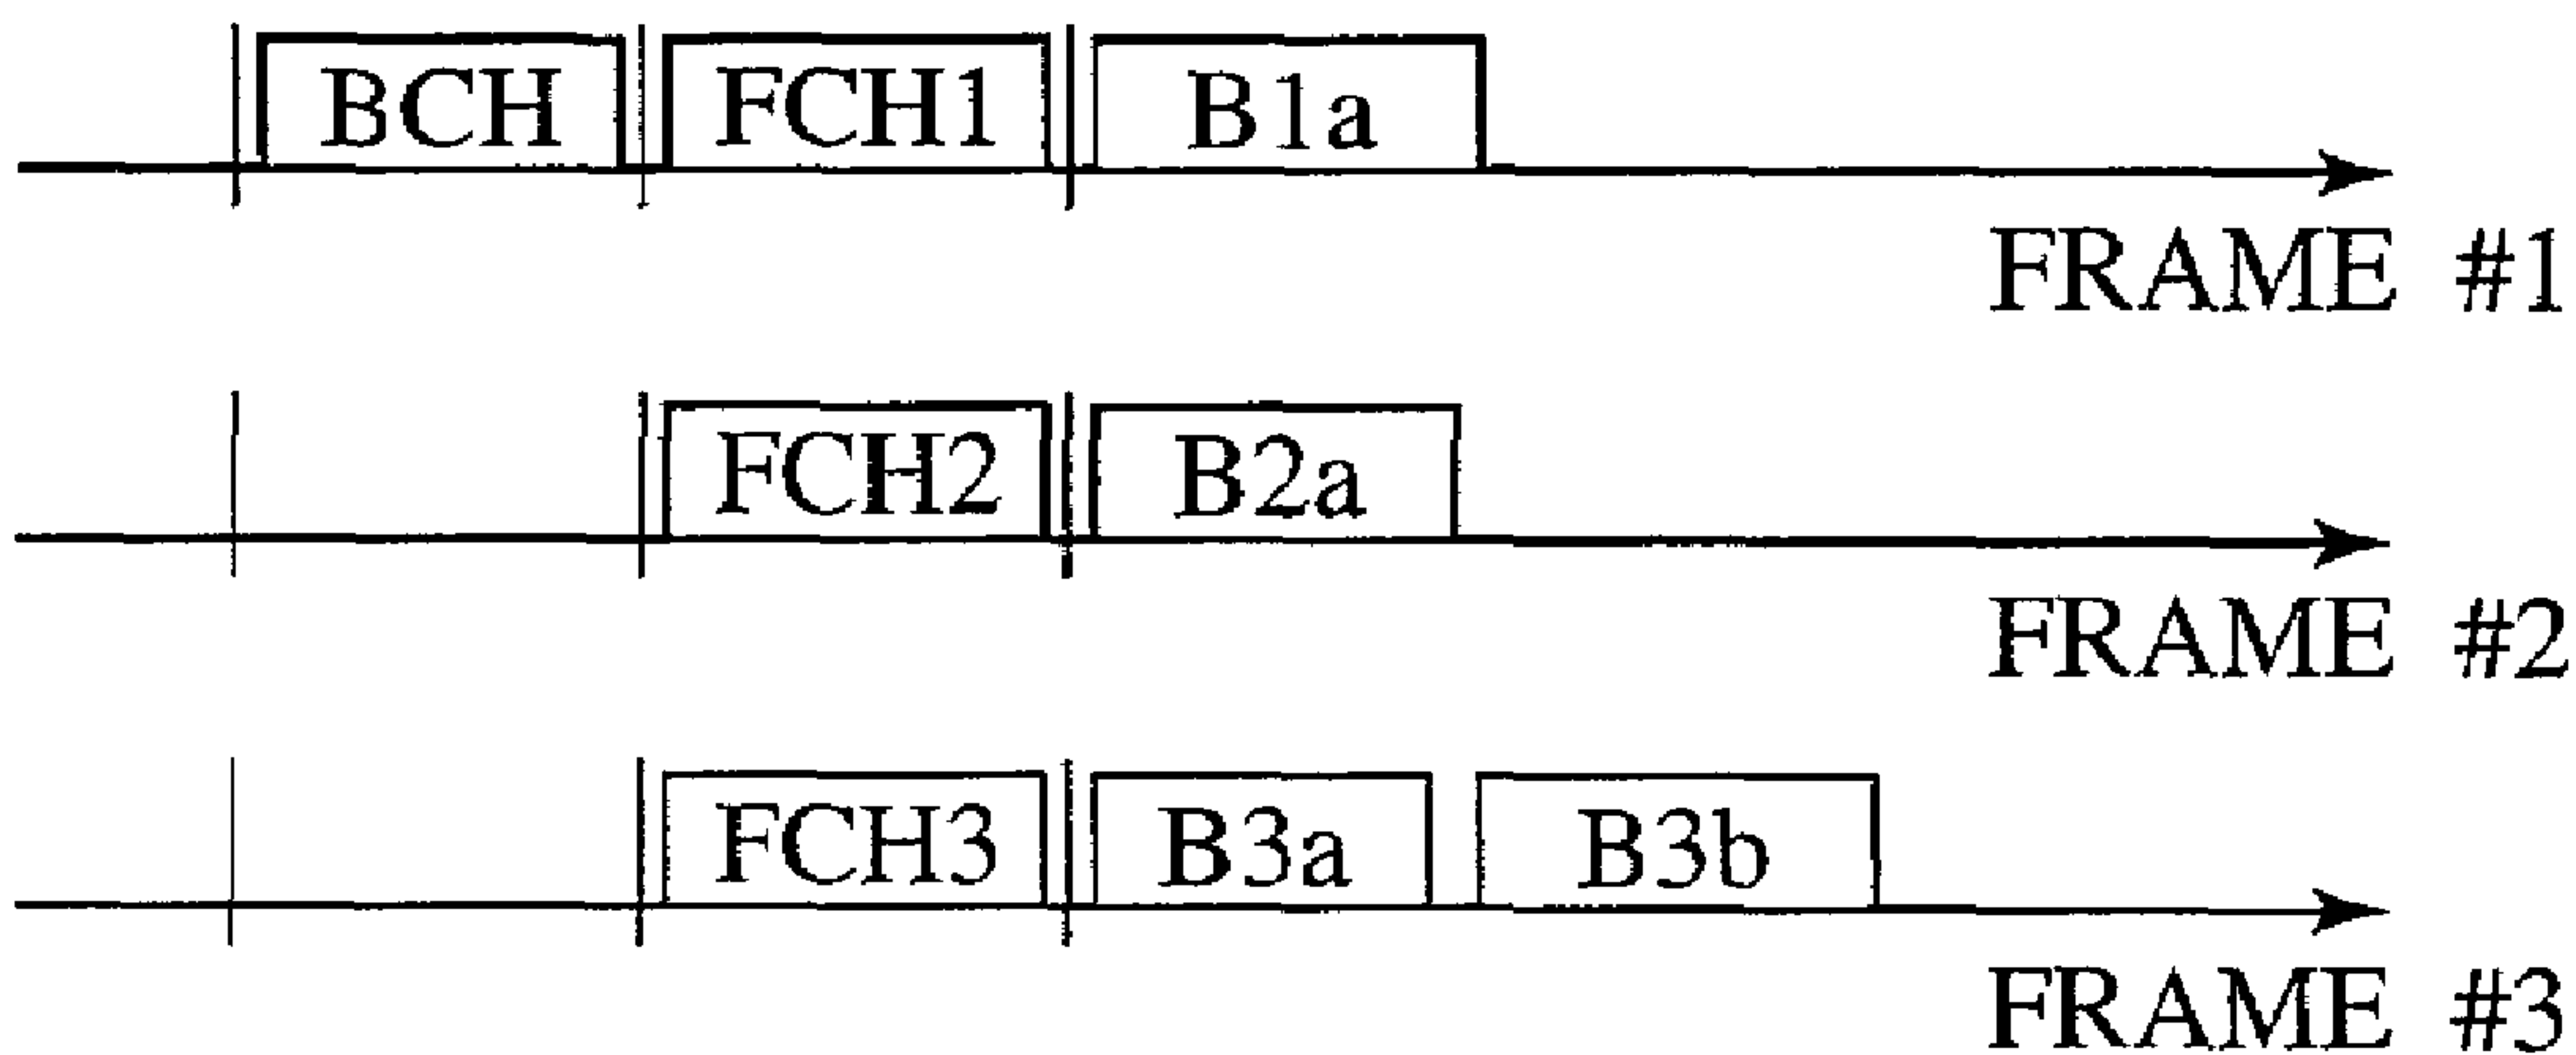 BCH FCH1 B1a
FRAME #1
FCH2 B2a
FRAME #2
FCH3 B3a B3b
FRAME #3